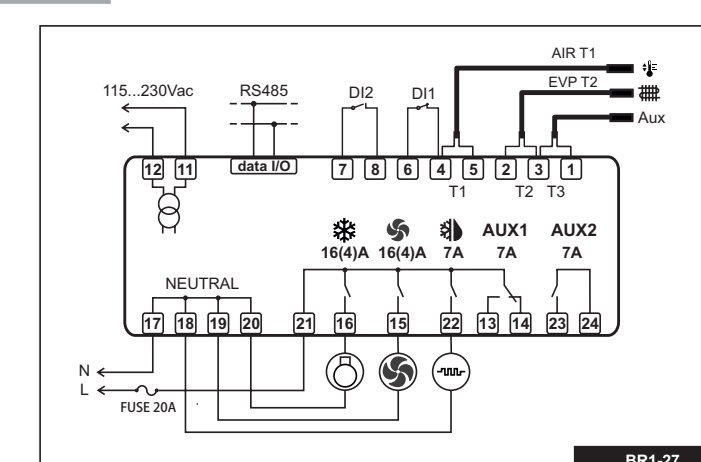 AIR T1
115...230Vac RS485 DI2 DI1 EVP T2
Aux
12 11 data I/O 7 8 6 4 5 2 3 1
T1 T2 T3
AUX1 AUX2
16(4)A 16(4)A 7A 7A 7A
NEUTRAL
17 18 19 20 21 16 15 22 13 14 23 24
N
L
FUSE 20A
BR1-27